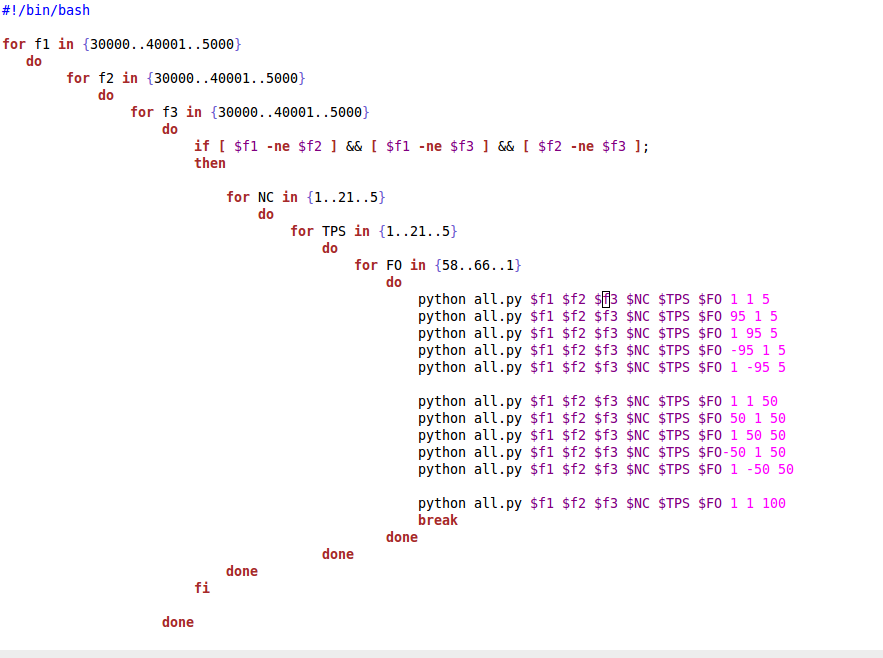 #!/bin/bash
for f1 in {30000..40001..5000}
do
for f2 in {30000..40001..5000}
do
for f3 in {30000..40001..5000}
do
if [ $f1 -ne $f2 ] && [ $f1 -ne $f3 ] && [ $f2 -ne $f3 ];
then
for NC in {1..21..5}
do
for TPS in {1..21..5}
do
for FO in {58..66..1}
do
python all.py $f1 $f2 $f3 $NC $TPS $FO 1 1 5
python all.py $f1 $f2 $f3 $NC $TPS $FO 95 1 5
python all.py $f1 $f2 $f3 $NC $TPS $FO 1 95 5
python all.py $f1 $f2 $f3 $NC $TPS $FO -95 1 5
python all.py $f1 $f2 $f3 $NC $TPS $FO 1 -95 5
python all.py $f1 $f2 $f3 $NC $TPS $FO 1 1 50
python all.py $f1 $f2 $f3 $NC $TPS $FO 50 1 50
python all.py $f1 $f2 $f3 $NC $TPS $FO 1 50 50
python all.py $f1 $f2 $f3 $NC $TPS $FO-50 1 50
python all.py $f1 $f2 $f3 $NC $TPS $FO 1 -50 50
python all.py $f1 $f2 $f3 $NC $TPS $FO 1 1 100
break
done
done
done
fi
done